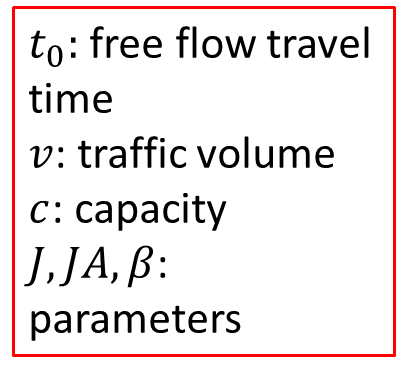 t₀: free flow travel
time
v: traffic volume
c: capacity
J, JA, β:
parameters